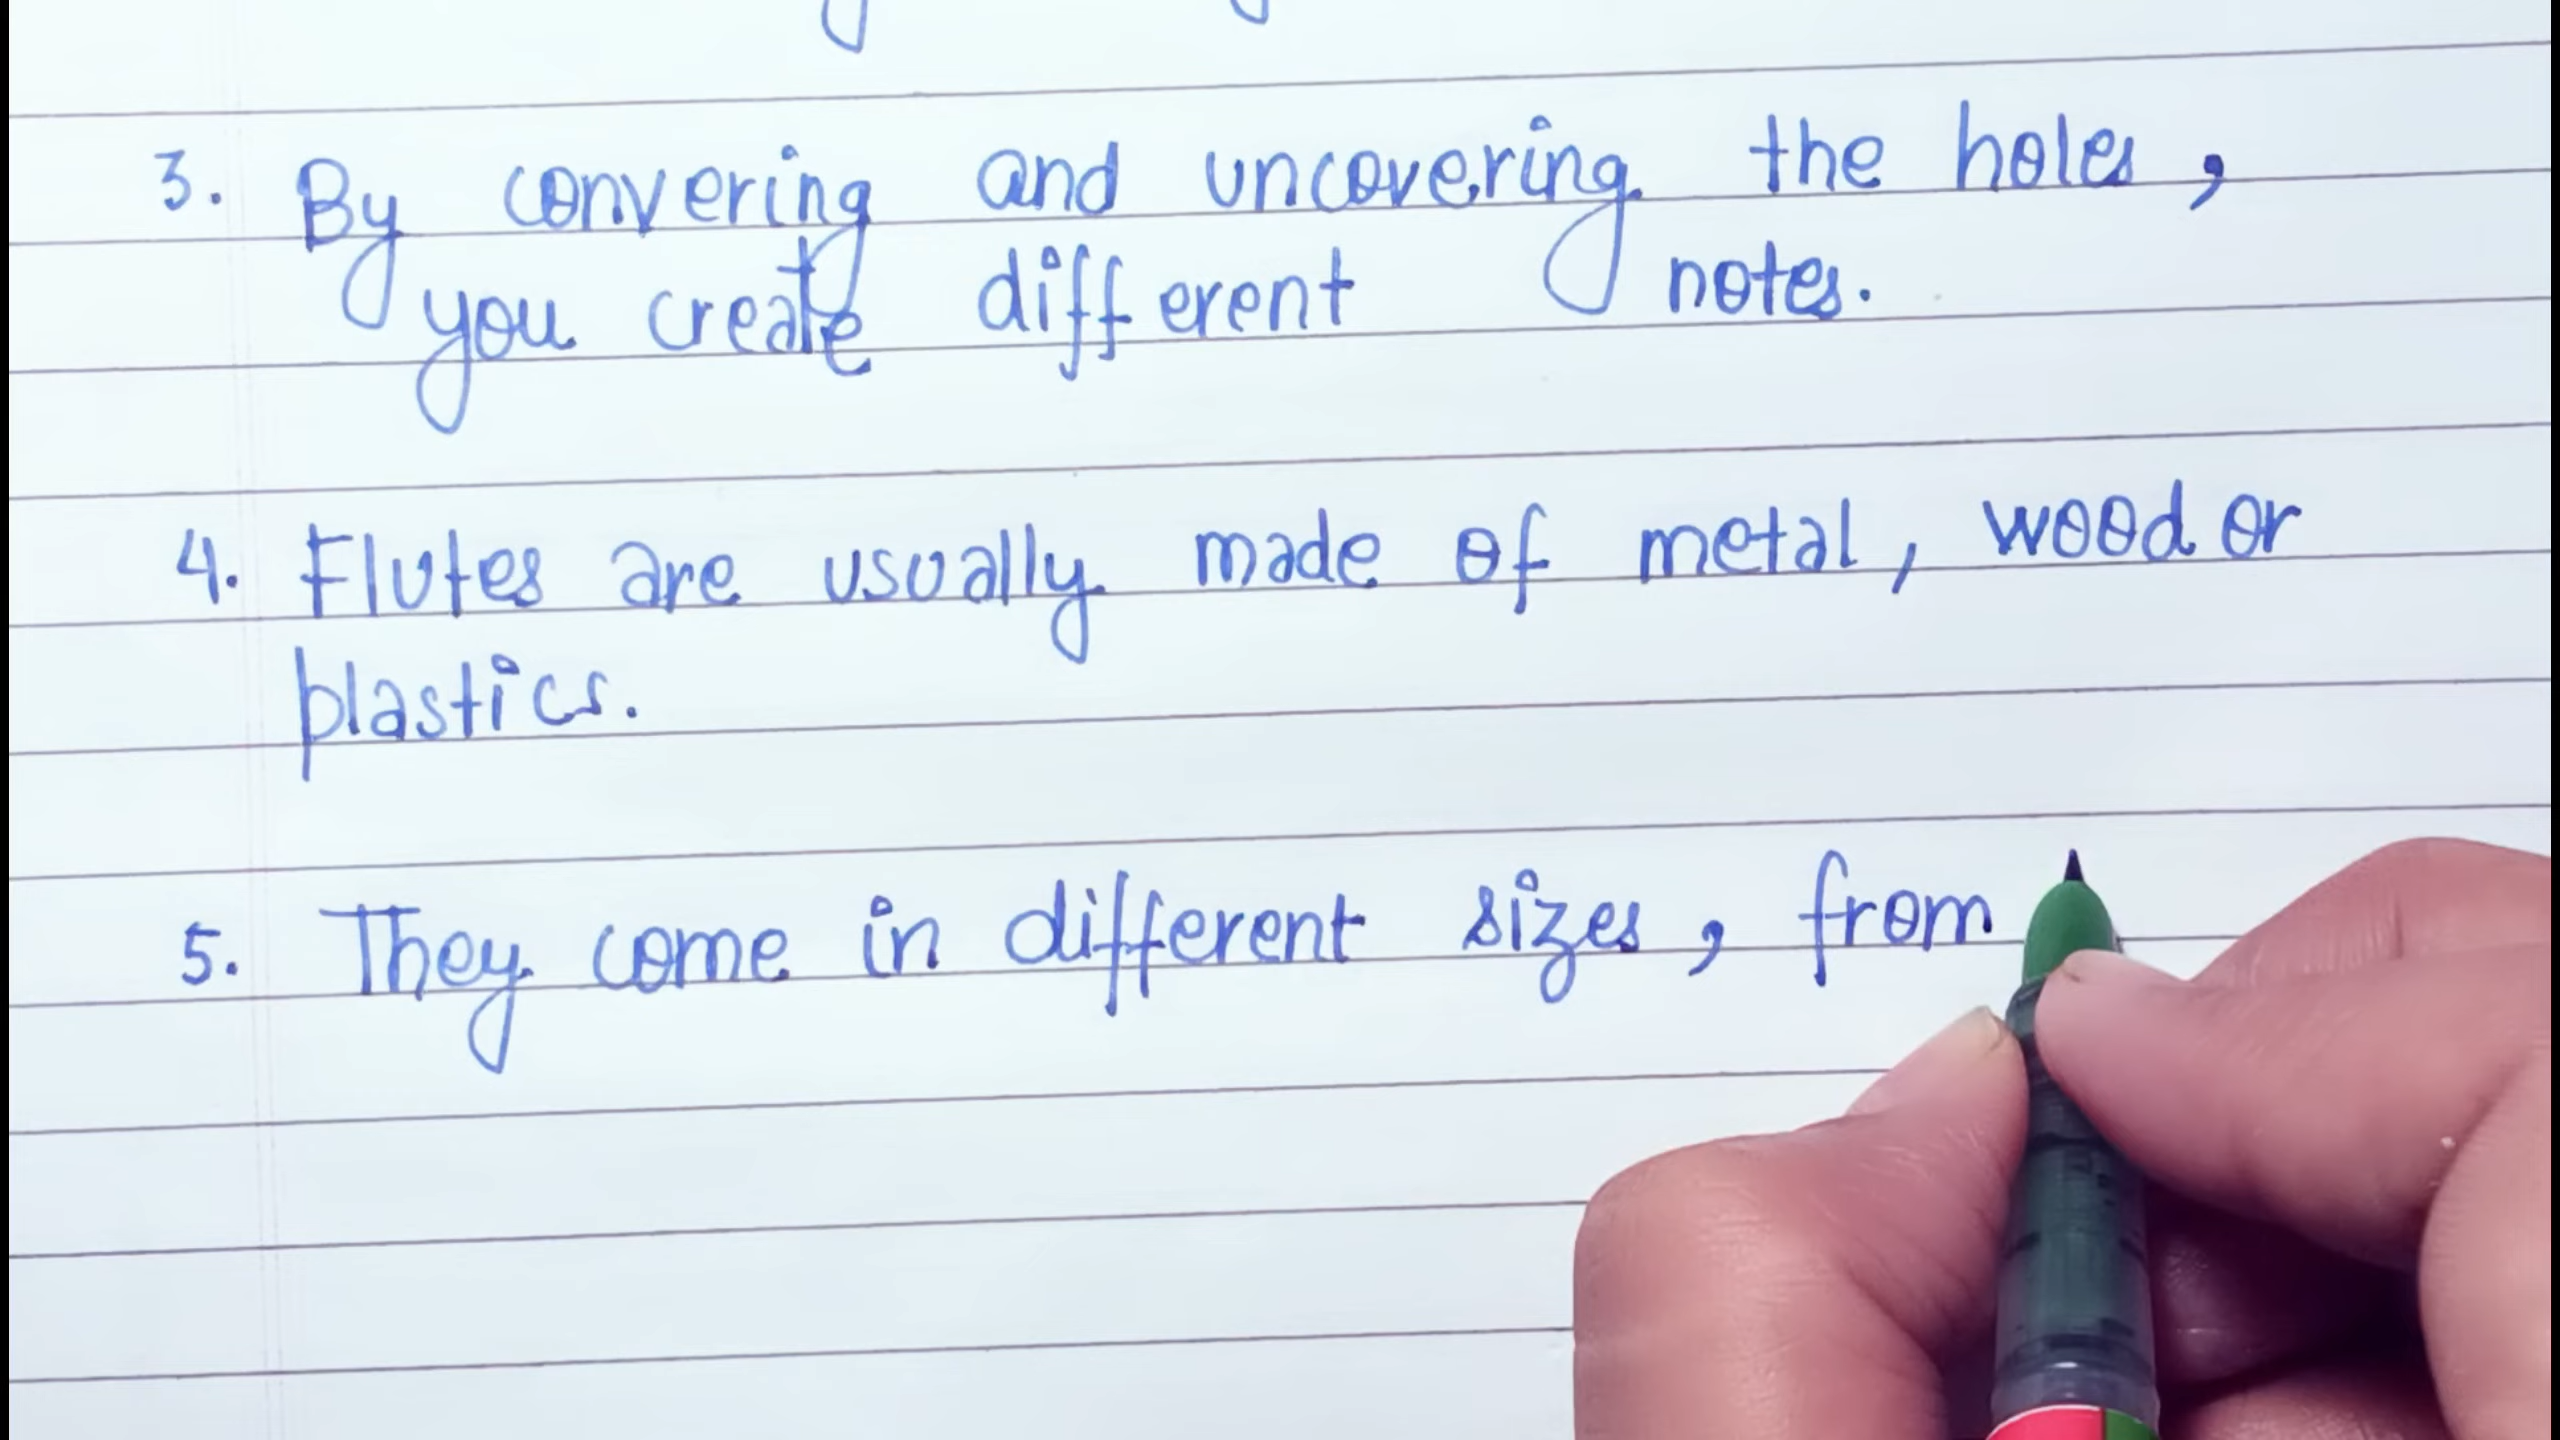 3. By convering and uncovering the holes,
you create different notes.
4. Flutes are usually made of metal, wood or
plastics.
5. They come in different sizes, from